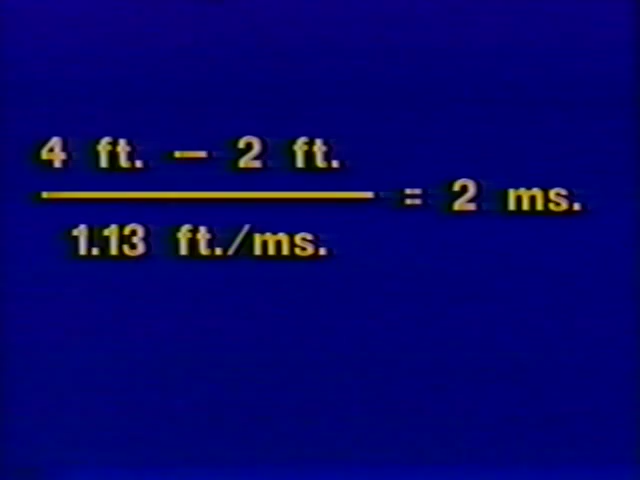 4 ft. — 2 ft.
= 2 ms.
1.13 ft./ms.